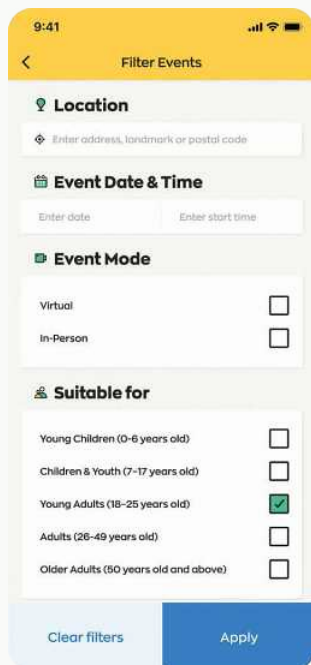 9:41
Filter Events
Location
Enter address, landmark or postal code
Event Date & Time
Enter date Enter start time
Event Mode
Virtual
In-Person
Suitable for
Young Children (0-6 years old)
Children & Youth (7-17 years old)
Young Adults (18-25 years old)
Adults (26-49 years old)
Older Adults (50 years old and above)
Clear filters Apply